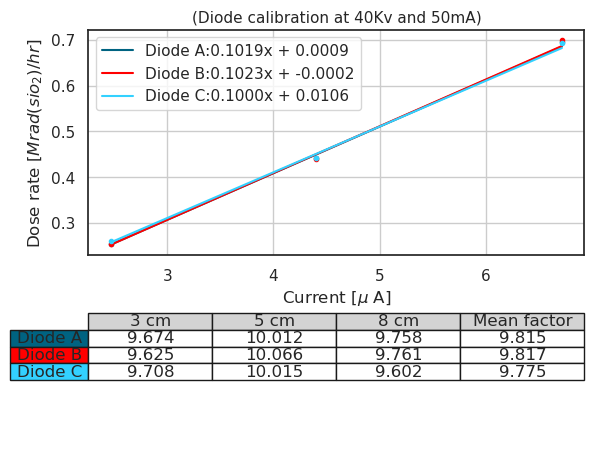 (Diode calibration at 40Kv and 50mA)
0.7
0.6
0.5
0.4
0.3
Dose rate [Mrad(sio₂)/hr]
Diode A:0.1019x + 0.0009
Diode B:0.1023x + -0.0002
Diode C:0.1000x + 0.0106
3 4 5 6
Current [μ A]
3 cm 5 cm 8 cm Mean factor
Diode A 9.674 10.012 9.758 9.815
Diode B 9.625 10.066 9.761 9.817
Diode C 9.708 10.015 9.602 9.775